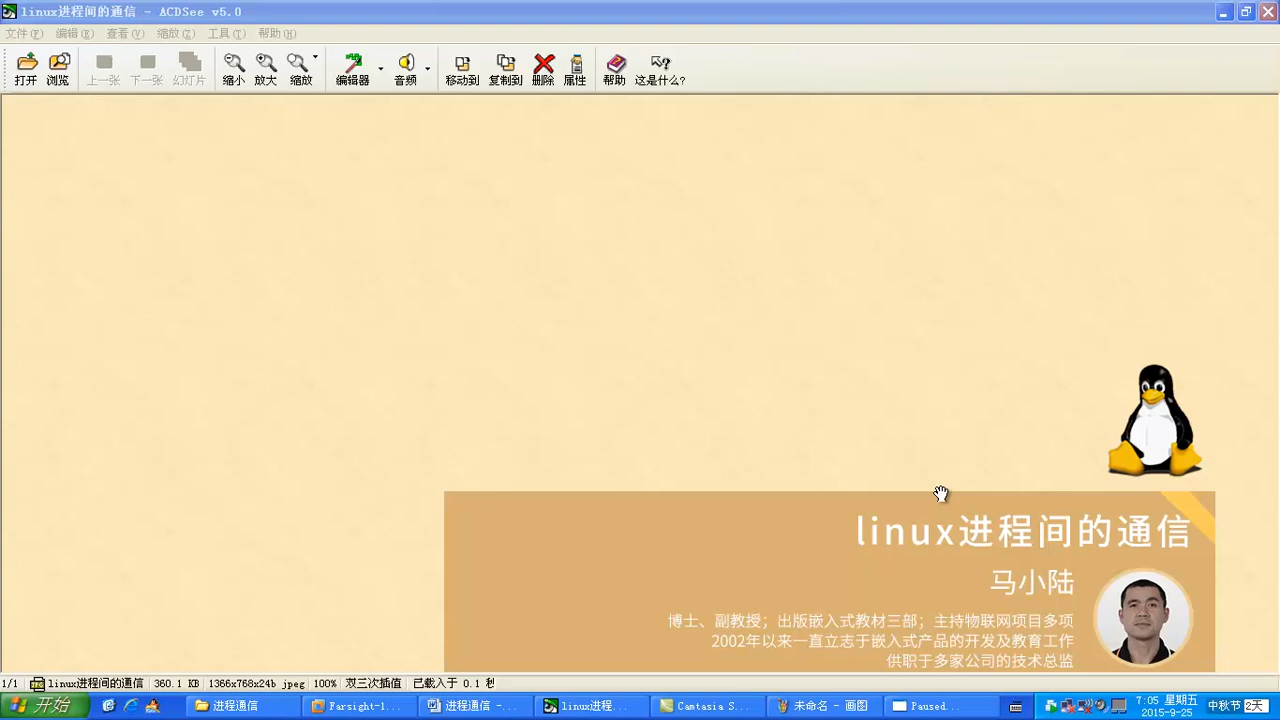 linux进程间的通信 - ACDSee v5.0
文件(F) 编辑(E) 查看(V) 缩放(Z) 工具(T) 帮助(H)
打开 浏览 上一张 下一张 幻灯片 缩小 放大 缩放 编辑器 音频 移动到 复制到 删除 属性 帮助 这是什么?
linux进程间的通信
马小陆
博士、副教授；出版嵌入式教材三部；主持物联网项目多项
2002年以来一直立志于嵌入式产品的开发及教育工作
供职于多家公司的技术总监
1/1 linux进程间的通信 360.1 KB 1366x768x24b jpeg 100% 双三次插值 已载入于 0.1 秒
开始 进程通信 Farsight-1... 进程通信 -... linux进程... Camtasia S... 未命名 - 画图 Paused... 7:05 星期五 中秋节 2天
2015-9-25